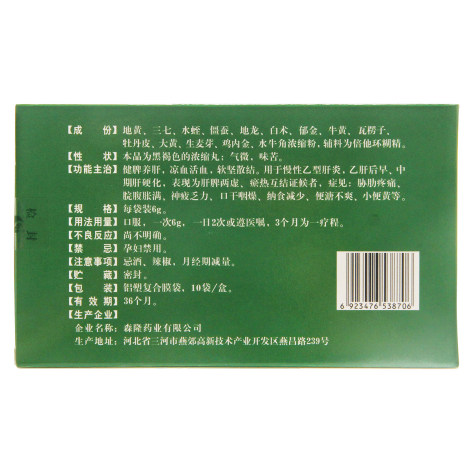 【成 份】地黄、三七、水蛭、僵蚕、地龙、白术、郁金、牛黄、瓦楞子、
牡丹皮、大黄、生麦芽、鸡内金、水牛角浓缩粉，辅料为倍他环糊精。
【性 状】本品为黑褐色的浓缩丸；气微，味苦。
【功能主治】健脾养肝，凉血活血，软坚散结。用于慢性乙型肝炎，乙肝后早、中
期肝硬化，表现为肝脾两虚、瘀热互结证候者，症见：胁肋疼痛，
脘腹胀满，体疲乏力，口干咽燥、纳食减少、便溏不爽、小便黄等。
【规 格】每袋装6g。
【用法用量】口服，一次6g，一日2次或遵医嘱，3个月为一疗程。
【不良反应】尚不明确。
【禁 忌】孕妇禁用。
【注意事项】忌酒、辣椒，月经期减量。
【贮 藏】密封。
【包 装】铝塑复合膜袋，10袋/盒。
【有 效 期】36个月。
【生产企业】
企业名称：森隆药业有限公司
生产地址：河北省三河市燕郊高新技术产业开发区燕昌路239号
6 923476 538706